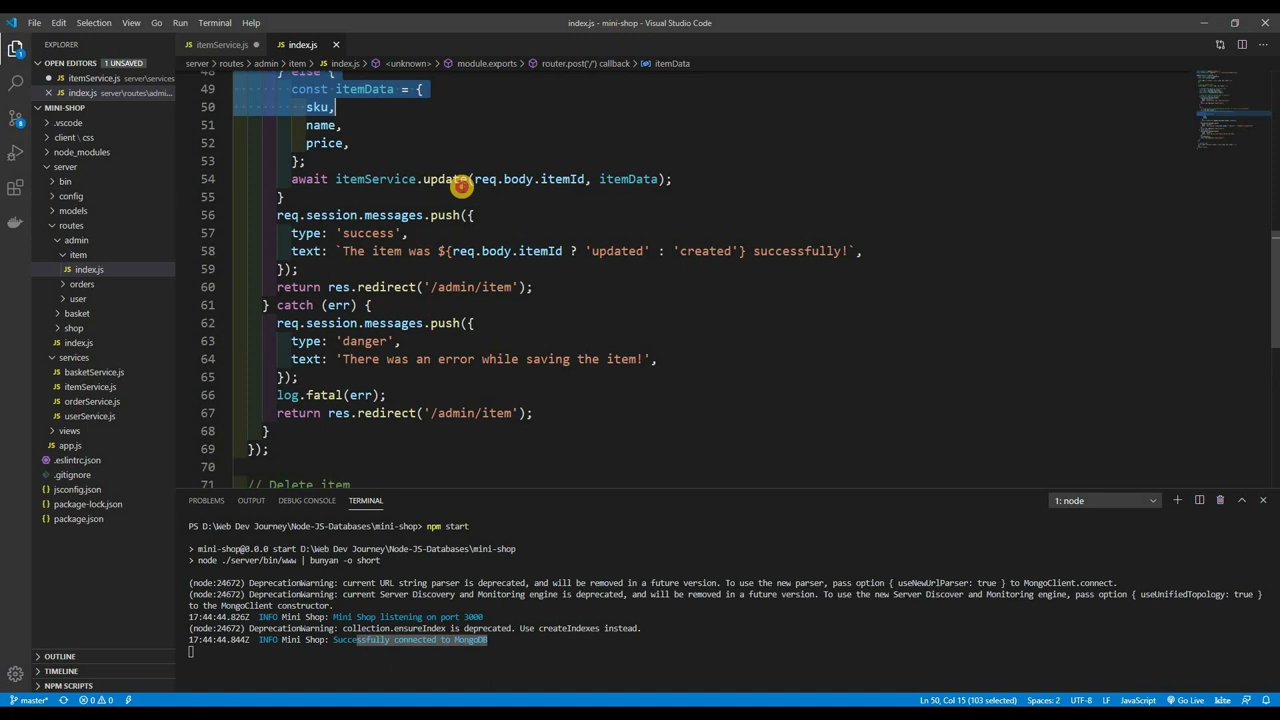 File Edit Selection View Go Run Terminal Help index.js - mini-shop - Visual Studio Code
EXPLORER
OPEN EDITORS 1 UNSAVED
itemService.js server\services
index.js server\routes\admi...
MINI-SHOP
.vscode
client \ css
node_modules
server
bin
config
models
routes
admin
item
index.js
orders
user
basket
shop
index.js
services
basketService.js
itemService.js
orderService.js
userService.js
views
app.js
.eslintrc.json
.gitignore
jsconfig.json
package-lock.json
package.json
OUTLINE
TIMELINE
NPM SCRIPTS
itemService.js index.js
server > routes > admin > item > index.js > <unknown> > module.exports > router.post('/') callback > itemData
48 } else {
49 const itemData = {
50 sku,
51 name,
52 price,
53 };
54 await itemService.update(req.body.itemId, itemData);
55 }
56 req.session.messages.push({
57 type: 'success',
58 text: `The item was ${req.body.itemId ? 'updated' : 'created'} successfully!`,
59 });
60 return res.redirect('/admin/item');
61 } catch (err) {
62 req.session.messages.push({
63 type: 'danger',
64 text: 'There was an error while saving the item!',
65 });
66 log.fatal(err);
67 return res.redirect('/admin/item');
68 }
69 });
70
71 // Delete item
PROBLEMS OUTPUT DEBUG CONSOLE TERMINAL 1: node
PS D:\Web Dev Journey\Node-JS-Databases\mini-shop> npm start
> mini-shop@0.0.0 start D:\Web Dev Journey\Node-JS-Databases\mini-shop
> node ./server/bin/www | bunyan -o short
(node:24672) DeprecationWarning: current URL string parser is deprecated, and will be removed in a future version. To use the new parser, pass option { useNewUrlParser: true } to MongoClient.connect.
(node:24672) DeprecationWarning: current Server Discovery and Monitoring engine is deprecated, and will be removed in a future version. To use the new Server Discover and Monitoring engine, pass option { useUnifiedTopology: true }
to the MongoClient constructor.
17:44:44.826Z INFO Mini Shop: Mini Shop listening on port 3000
(node:24672) DeprecationWarning: collection.ensureIndex is deprecated. Use createIndexes instead.
17:44:44.844Z INFO Mini Shop: Successfully connected to MongoDB
master* 0 0 Ln 50, Col 15 (103 selected) Spaces: 2 UTF-8 LF JavaScript Go Live kite